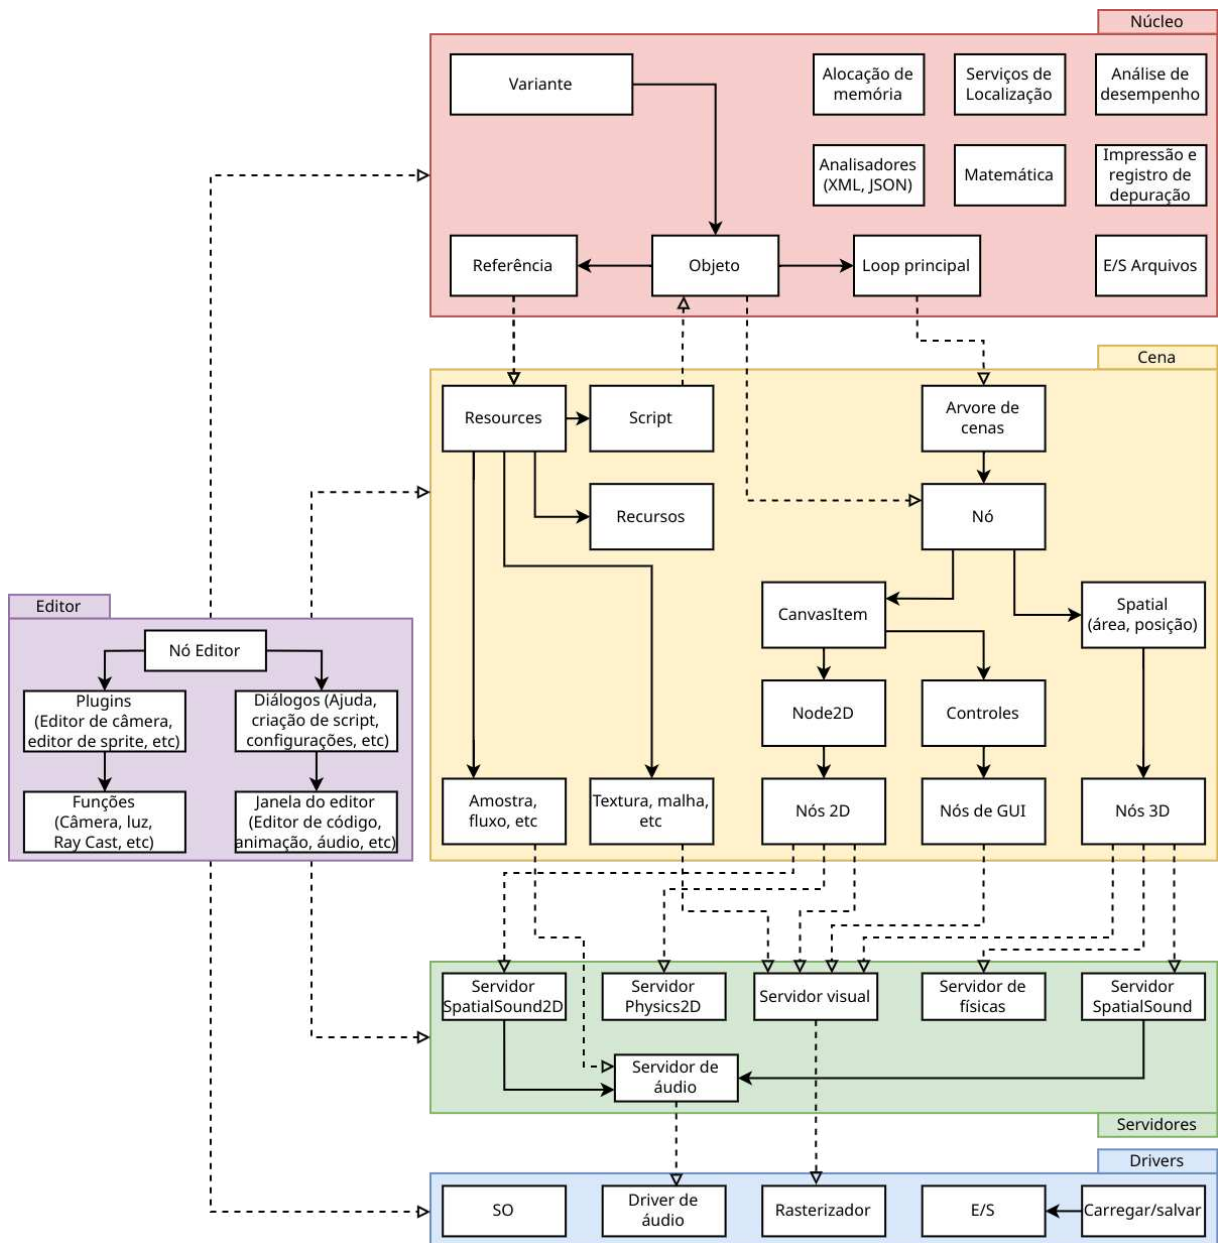 Núcleo
Variante
Alocação de
memória
Serviços de
Localização
Análise de
desempenho
Analisadores
(XML, JSON)
Matemática
Impressão e
registro de
depuração
Referência
Objeto
Loop principal
E/S Arquivos
Cena
Resources
Script
Arvore de
cenas
Recursos
Nó
CanvasItem
Spatial
(área, posição)
Node2D
Controles
Amostra,
fluxo, etc
Textura, malha,
etc
Nós 2D
Nós de GUI
Nós 3D
Editor
Nó Editor
Plugins
(Editor de câmera,
editor de sprite, etc)
Diálogos (Ajuda,
criação de script,
configurações, etc)
Funções
(Câmera, luz,
Ray Cast, etc)
Janela do editor
(Editor de código,
animação, áudio, etc)
Servidor
SpatialSound2D
Servidor
Physics2D
Servidor visual
Servidor de
físicas
Servidor
SpatialSound
Servidor de
áudio
Servidores
Drivers
SO
Driver de
áudio
Rasterizador
E/S
Carregar/salvar